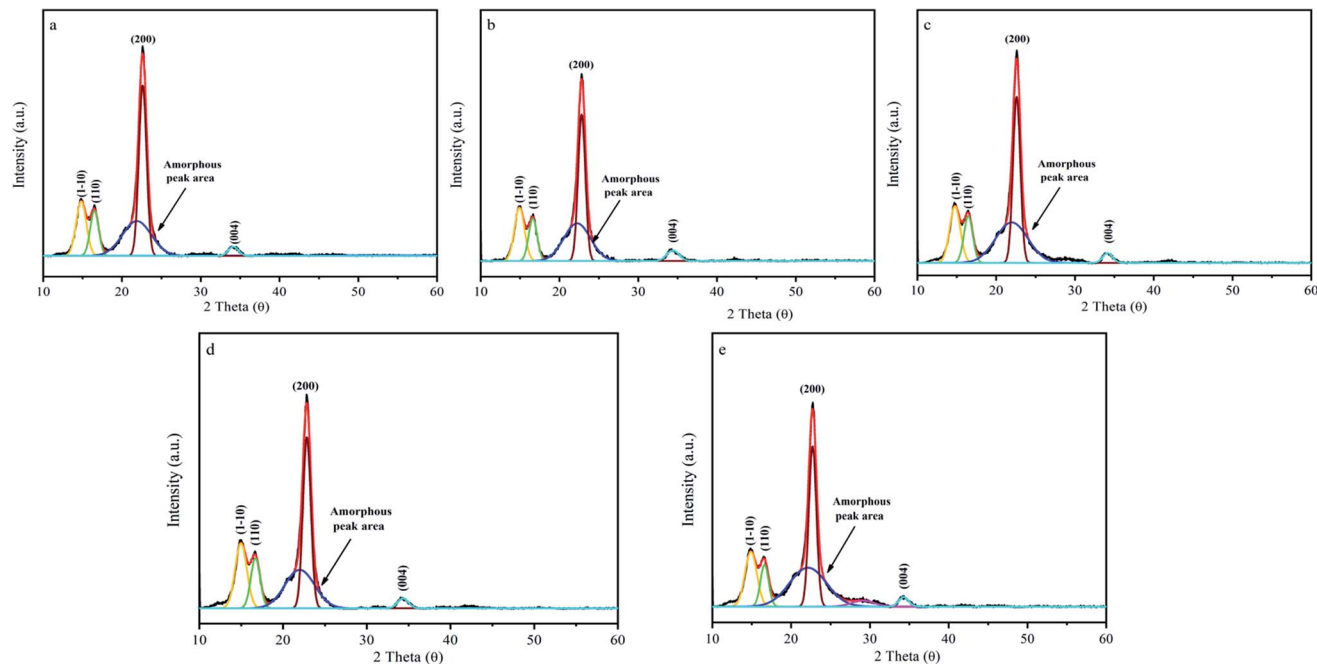 a
(200)
Amorphous
peak area
(1-10)
(110)
(004)
Intensity (a.u.)
10 20 30 40 50 60
2 Theta (θ)
b
(200)
Amorphous
peak area
(1-10)
(110)
(004)
Intensity (a.u.)
10 20 30 40 50 60
2 Theta (θ)
c
(200)
Amorphous
peak area
(1-10)
(110)
(004)
Intensity (a.u.)
10 20 30 40 50 60
2 Theta (θ)
d
(200)
Amorphous
peak area
(1-10)
(110)
(004)
Intensity (a.u.)
10 20 30 40 50 60
2 Theta (θ)
e
(200)
Amorphous
peak area
(1-10)
(110)
(004)
Intensity (a.u.)
10 20 30 40 50 60
2 Theta (θ)